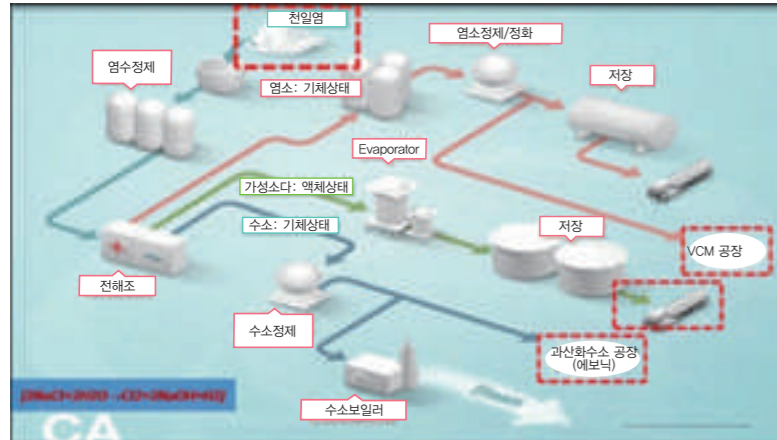 천일염
염소정제/정화
염수정제
저장
염소: 기체상태
Evaporator
가성소다: 액체상태
수소: 기체상태
저장
VCM 공장
전해조
수소정제
과산화수소 공장
(에보닉)
수소보일러
CA